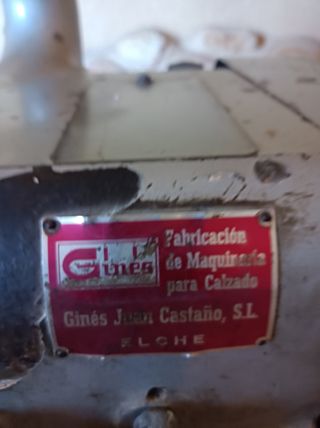 Ginés
Fabricación
de Maquinaria
para Calzado
Ginés Juan Castaño, S.L.
ELCHE